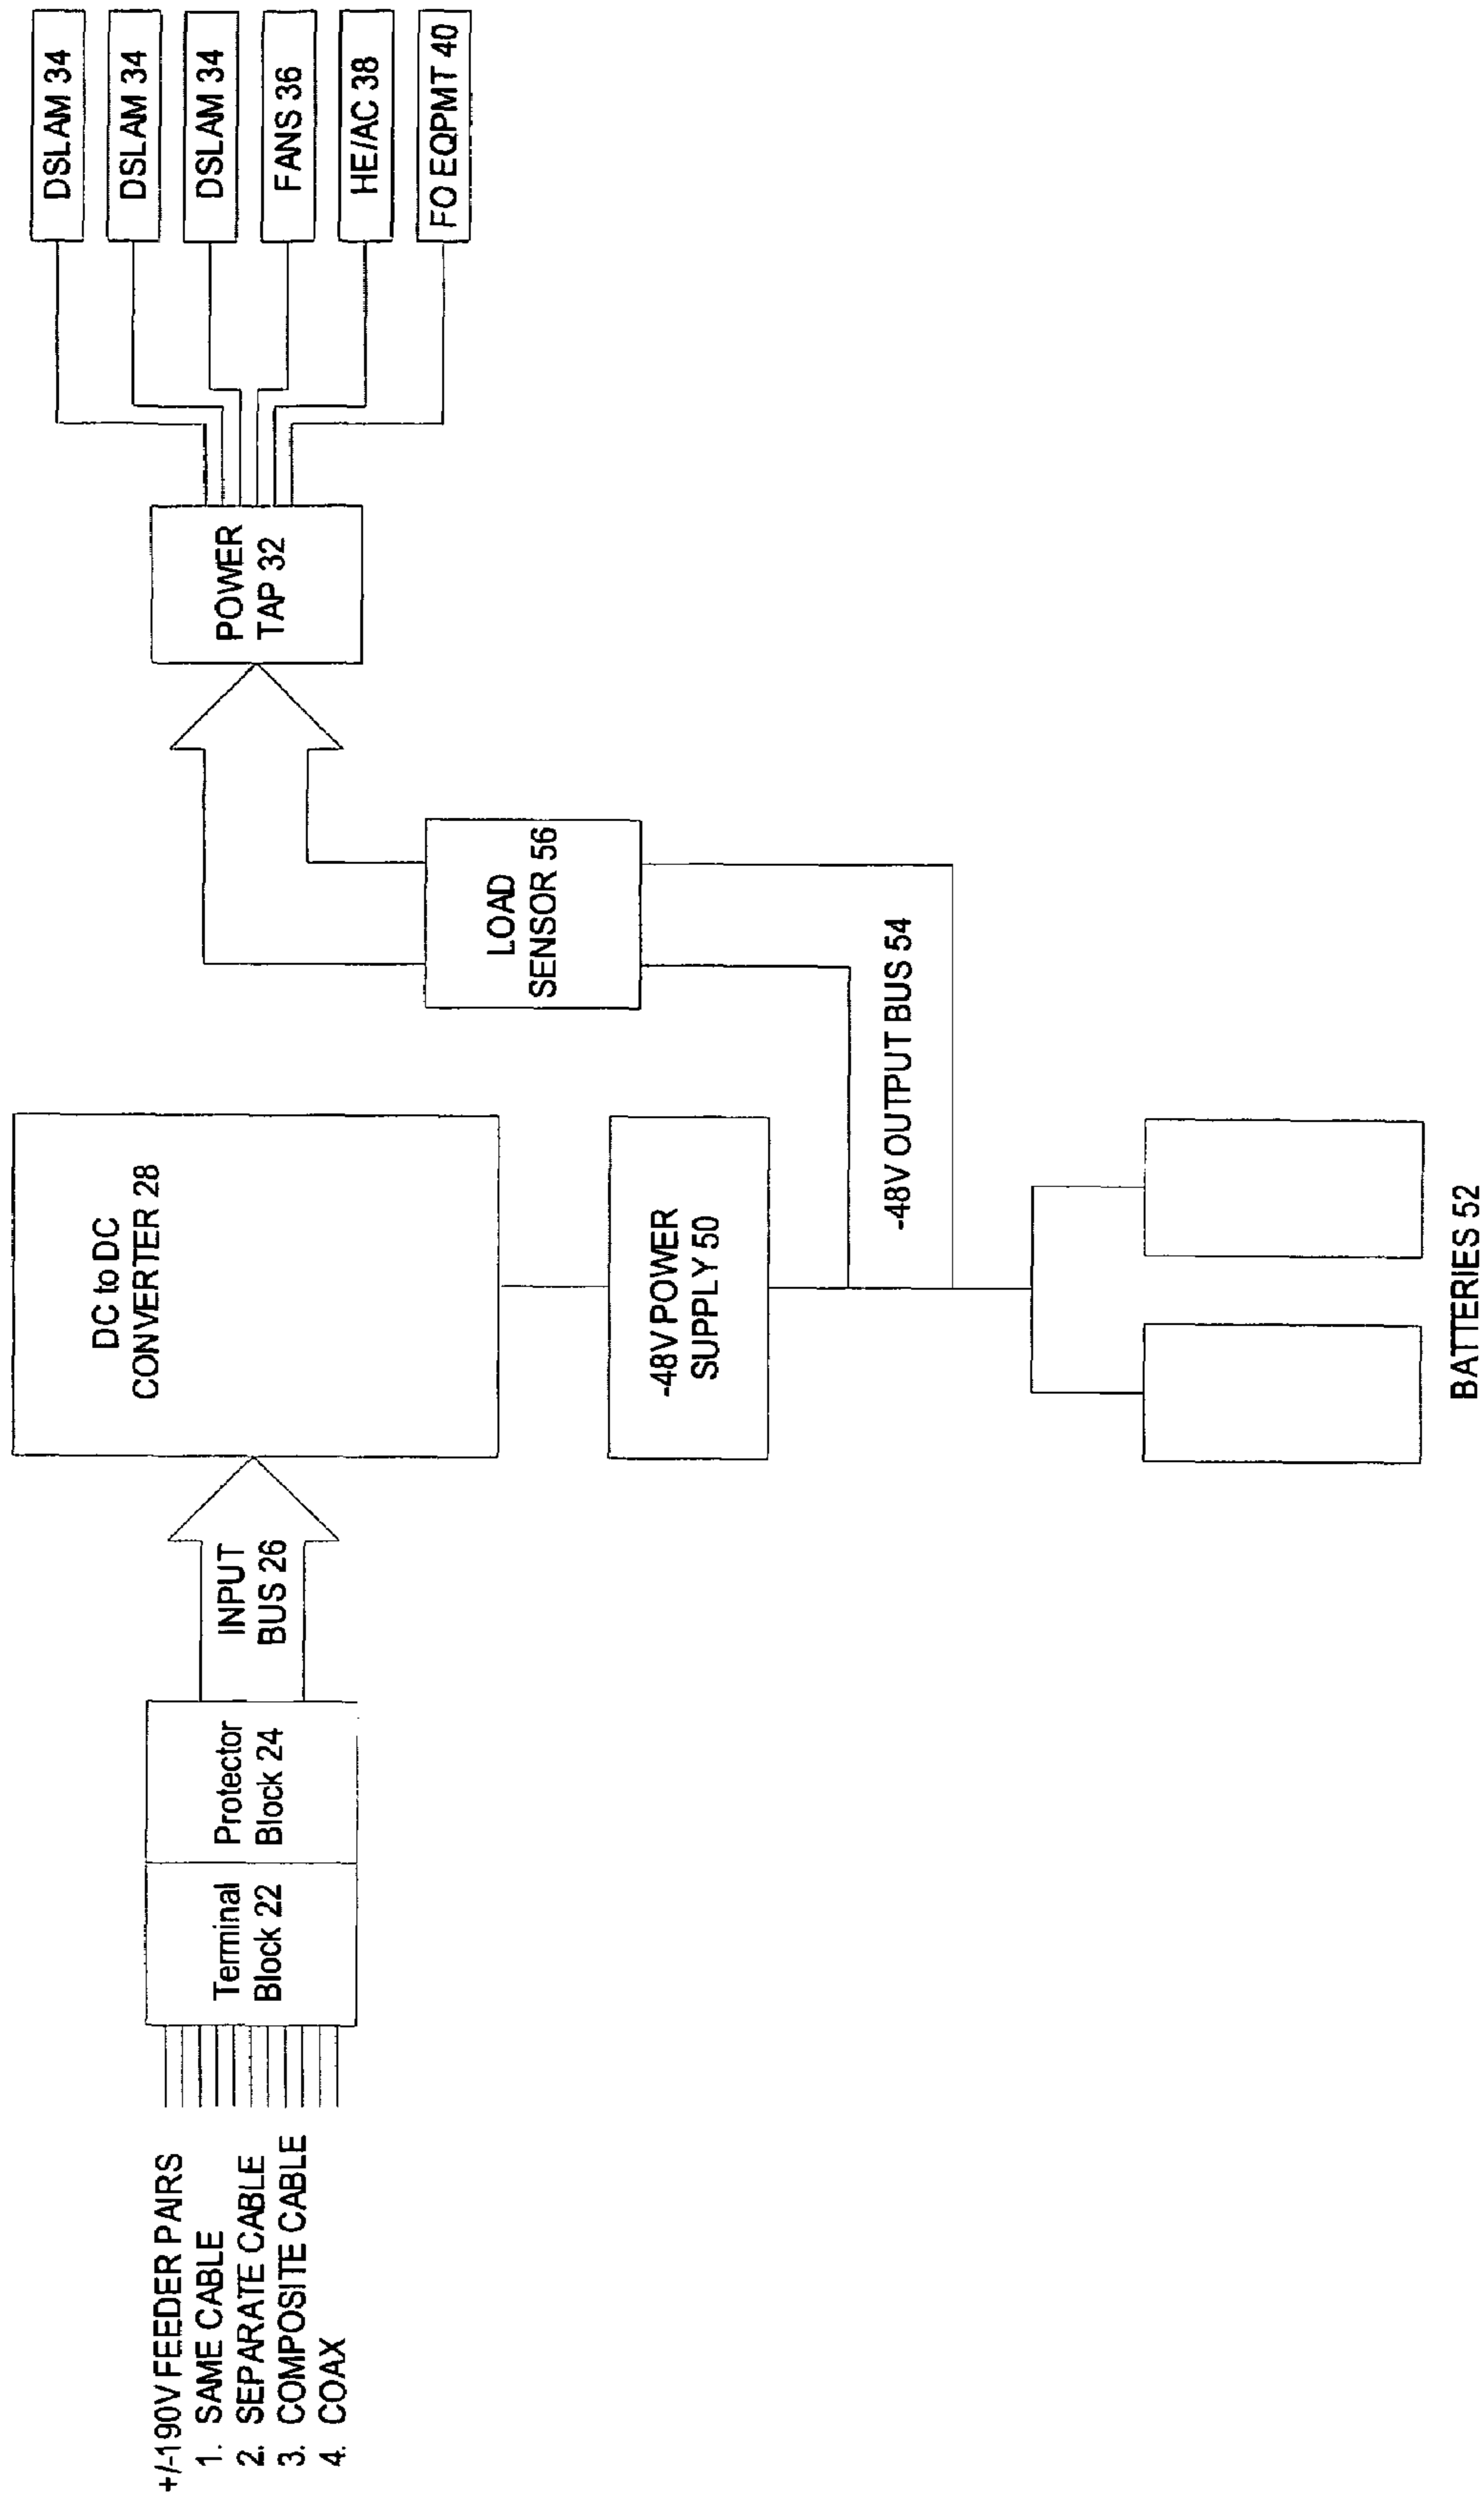 +/-190V FEEDER PAIRS
1. SAME CABLE
2. SEPARATE CABLE
3. COMPOSITE CABLE
4. COAX
Terminal
Block 22
Protector
Block 24
INPUT
BUS 26
DC to DC
CONVERTER 28
-48V POWER
SUPPLY 50
BATTERIES 52
-48V OUTPUT BUS 54
LOAD
SENSOR 56
POWER
TAP 32
DSLAM 34
DSLAM 34
DSLAM 34
FANS 36
HE/AC 38
FO EQPMT 40